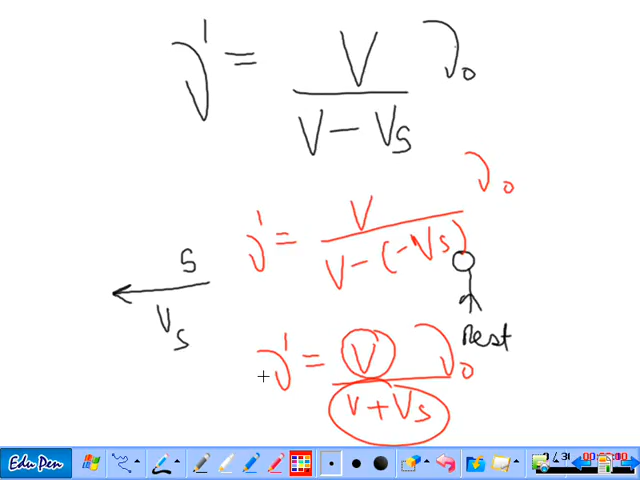 ν' = V / (V - Vs) ν₀
ν' = V / (V - (-Vs)) ν₀
S
Vs
Rest
ν' = V / (V + Vs) ν₀
Edu Pen